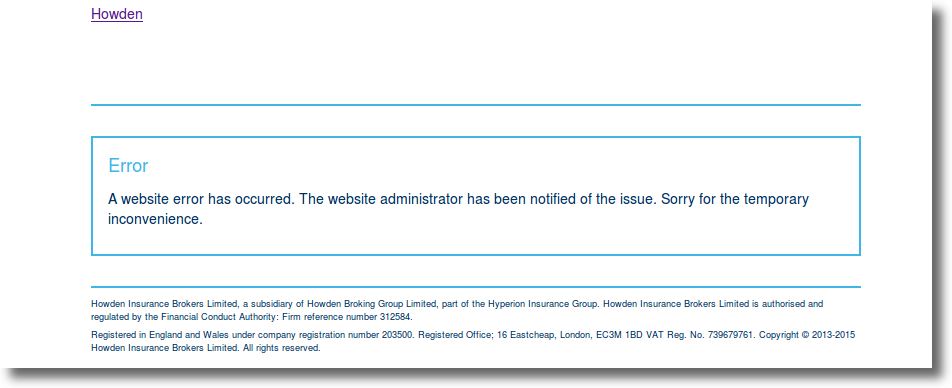 Howden
Error
A website error has occurred. The website administrator has been notified of the issue. Sorry for the temporary
inconvenience.
Howden Insurance Brokers Limited, a subsidiary of Howden Broking Group Limited, part of the Hyperion Insurance Group. Howden Insurance Brokers Limited is authorised and
regulated by the Financial Conduct Authority: Firm reference number 312584.
Registered in England and Wales under company registration number 203500. Registered Office; 16 Eastcheap, London, EC3M 1BD VAT Reg. No. 739679761. Copyright © 2013-2015
Howden Insurance Brokers Limited. All rights reserved.